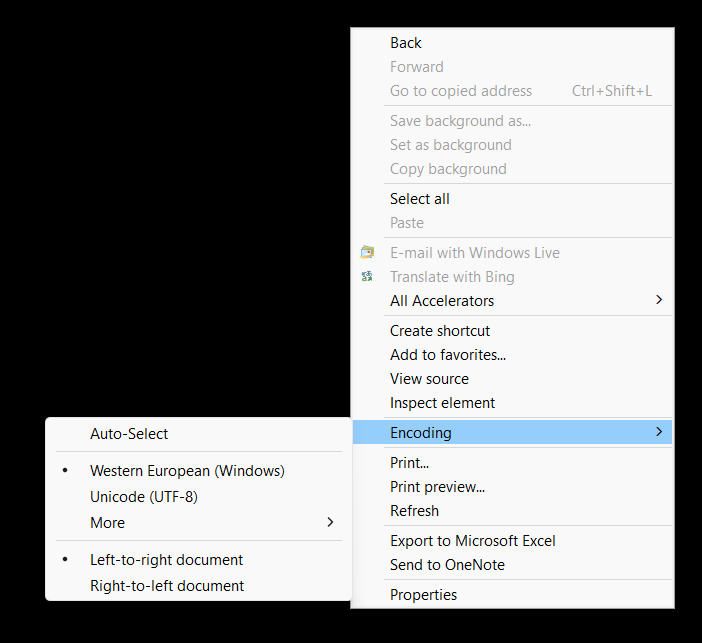 Back
Forward
Go to copied address Ctrl+Shift+L
Save background as...
Set as background
Copy background
Select all
Paste
E-mail with Windows Live
Translate with Bing
All Accelerators
Create shortcut
Add to favorites...
View source
Inspect element
Encoding
Print...
Print preview...
Refresh
Export to Microsoft Excel
Send to OneNote
Properties
Auto-Select
Western European (Windows)
Unicode (UTF-8)
More
Left-to-right document
Right-to-left document